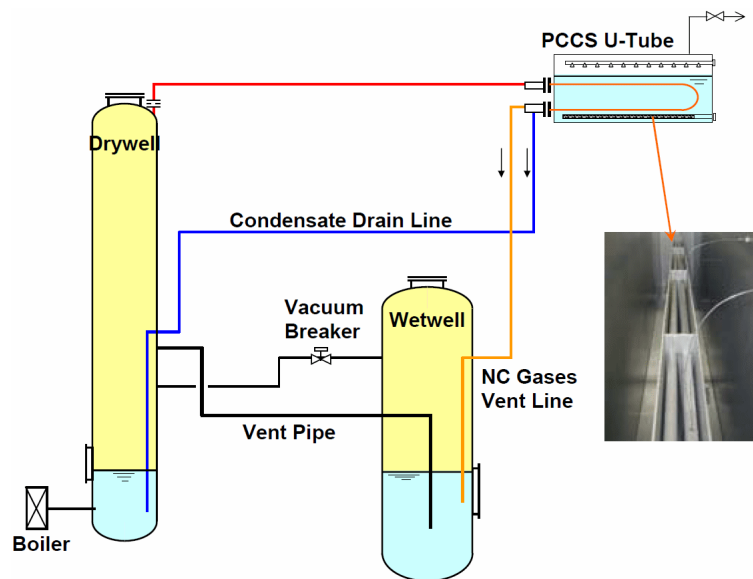 PCCS U-Tube
Drywell
Condensate Drain Line
Vacuum
Breaker
Wetwell
NC Gases
Vent Line
Vent Pipe
Boiler